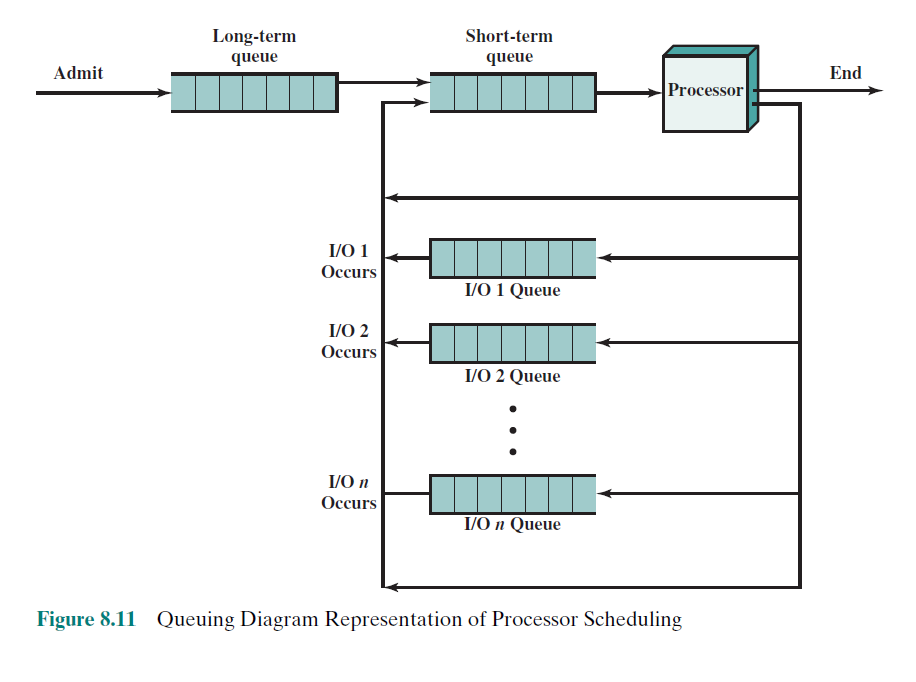 Long-term
queue
Short-term
queue
Admit
Processor
End
I/O 1
Occurs
I/O 1 Queue
I/O 2
Occurs
I/O 2 Queue
I/O n
Occurs
I/O n Queue
Figure 8.11 Queuing Diagram Representation of Processor Scheduling